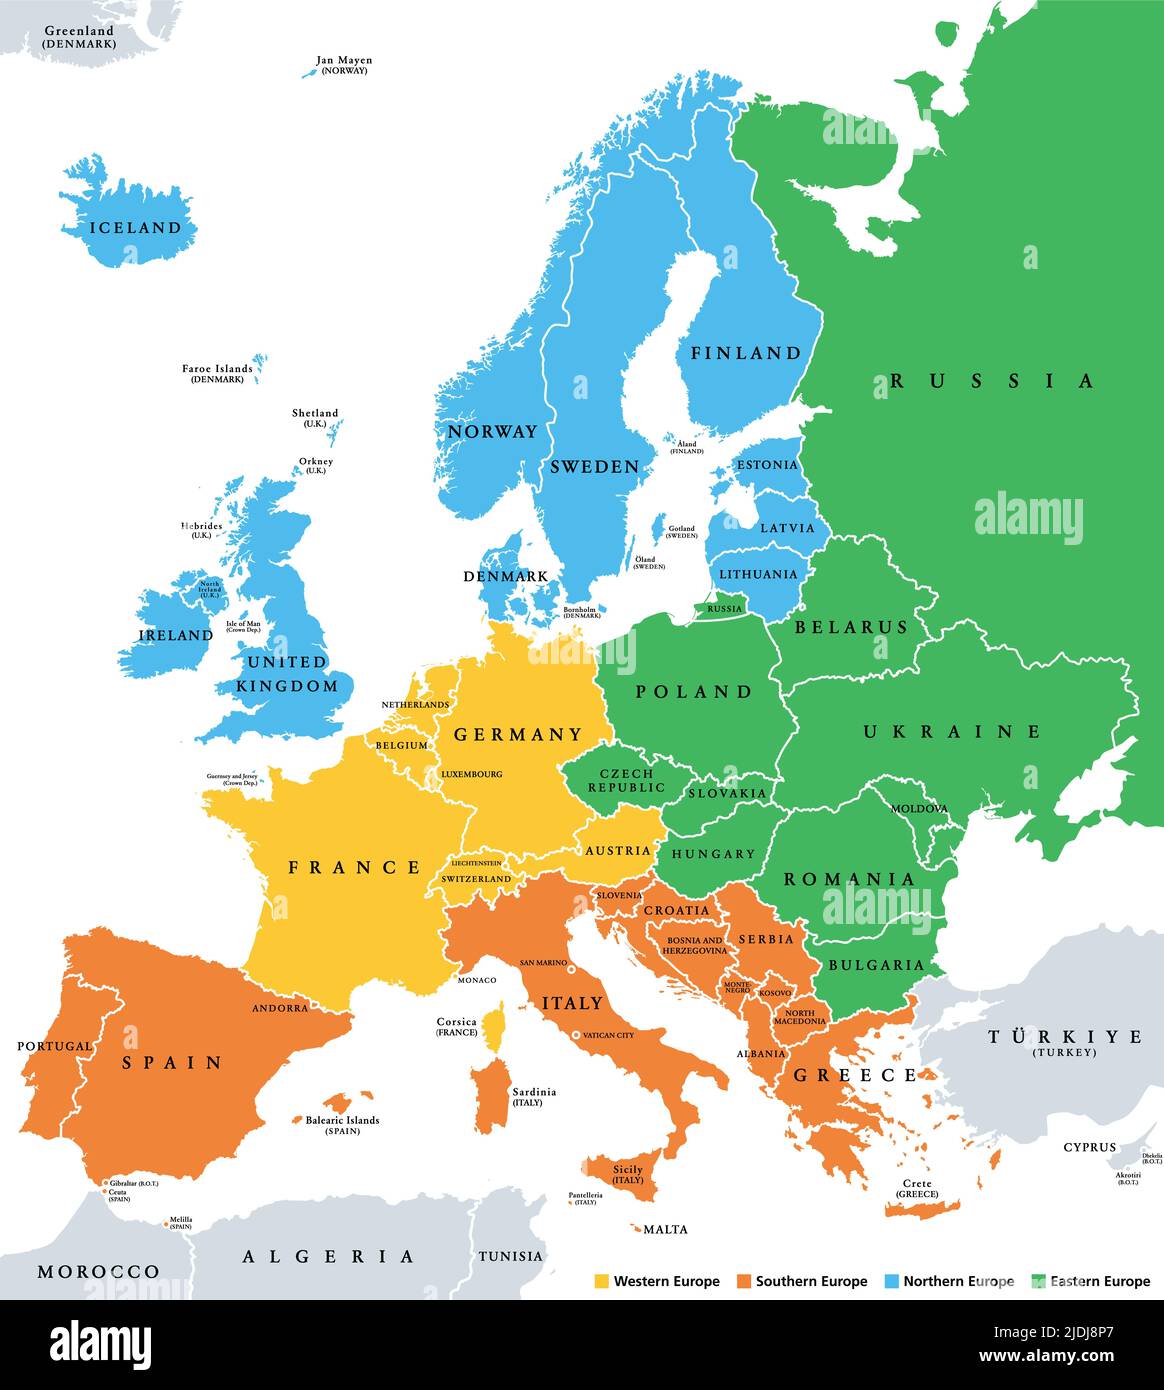 Greenland
(DENMARK)
Jan Mayen
(NORWAY)
ICELAND
Faroe Islands
(DENMARK)
Shetland
(U.K.)
Orkney
(U.K.)
Hebrides
(U.K.)
NORWAY
SWEDEN
FINLAND
RUSSIA
Åland
(FINLAND)
ESTONIA
LATVIA
LITHUANIA
RUSSIA
Gotland
(SWEDEN)
Öland
(SWEDEN)
DENMARK
Bornholm
(DENMARK)
North
Ireland
(U.K.)
Isle of Man
(Crown Dep.)
IRELAND
UNITED
KINGDOM
Guernsey and Jersey
(Crown Dep.)
NETHERLANDS
BELGIUM
LUXEMBOURG
GERMANY
POLAND
BELARUS
UKRAINE
CZECH
REPUBLIC
SLOVAKIA
MOLDOVA
FRANCE
LIECHTENSTEIN
SWITZERLAND
AUSTRIA
HUNGARY
ROMANIA
SLOVENIA
CROATIA
BOSNIA AND
HERZEGOVINA
SERBIA
BULGARIA
SAN MARINO
MONACO
MONTE-
NEGRO
KOSOVO
NORTH
MACEDONIA
ALBANIA
GREECE
ITALY
VATICAN CITY
Corsica
(FRANCE)
Sardinia
(ITALY)
ANDORRA
PORTUGAL
SPAIN
Balearic Islands
(SPAIN)
Gibraltar (B.O.T.)
Ceuta
(SPAIN)
Melilla
(SPAIN)
Sicily
(ITALY)
Pantelleria
(ITALY)
MALTA
Crete
(GREECE)
TÜRKIYE
(TURKEY)
CYPRUS
Dhekelia
(B.O.T.)
Akrotiri
(B.O.T.)
MOROCCO
ALGERIA
TUNISIA
Western Europe
Southern Europe
Northern Europe
Eastern Europe
alamy
alamy
alamy
alamy
alamy
a
a
a
a
a
a
a
a
a
a
alamy
Image ID: 2JDJ8P7
www.alamy.com